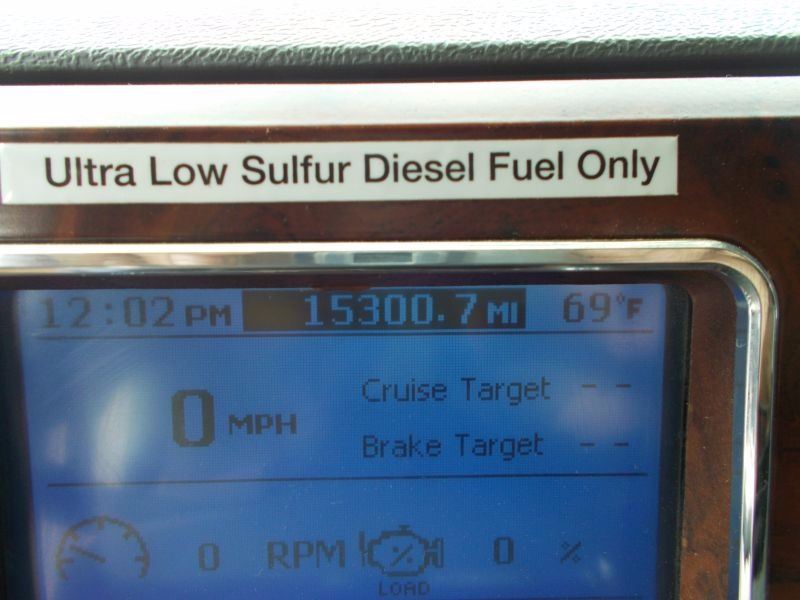 Ultra Low Sulfur Diesel Fuel Only
12:02 PM 15300.7 MI 69°F
0 MPH
Cruise Target - -
Brake Target - -
0 RPM % 0 %
LOAD